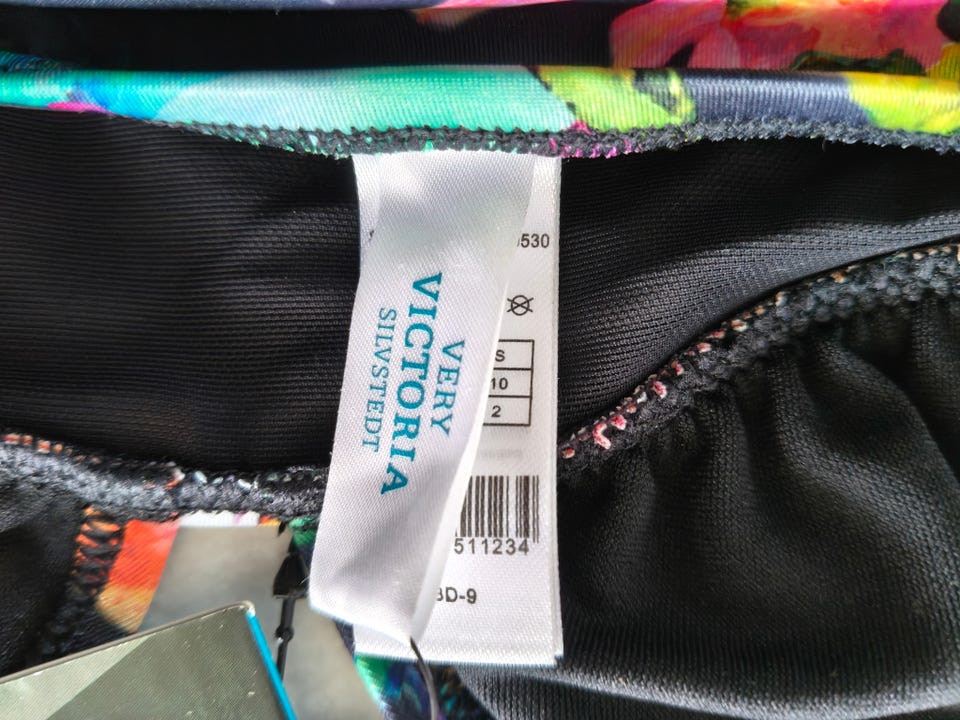 VERY
VICTORIA
SILVSTEDT
530
S
10
2
511234
BD-9